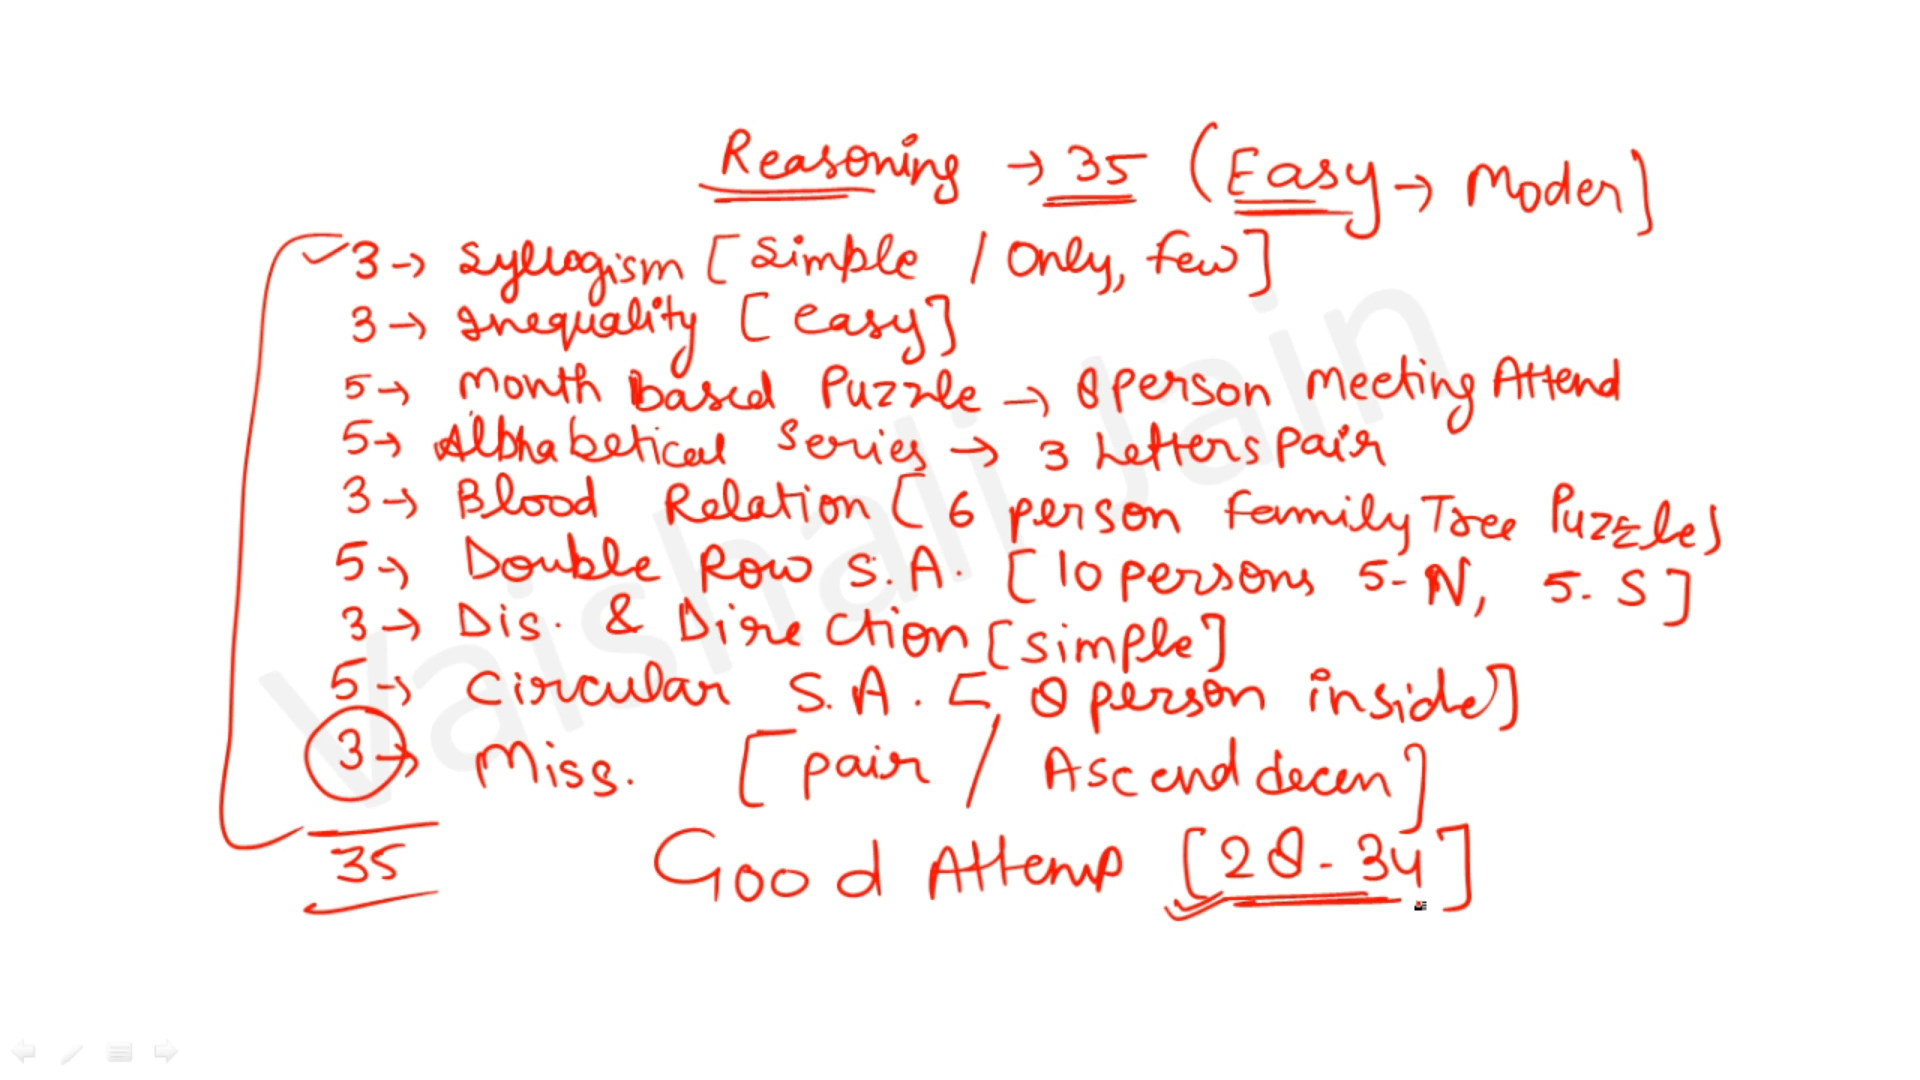 Reasoning → 35 (Easy → Moder]
3 → Syllogism [Simple / Only, few]
3 → Inequality [easy]
5 → Month based Puzzle → 8 person Meeting Attend
5 → Alphabetical Series → 3 Letters Pair
3 → Blood Relation [6 person family Tree Puzzle]
5 → Double Row S.A. [10 persons 5-N, 5-S]
3 → Dis. & Direction [Simple]
5 → Circular S.A. [8 person inside]
3 → Miss. [pair / Ascend decen]
35
Good Attemp [28-34]
Vaishali Jain